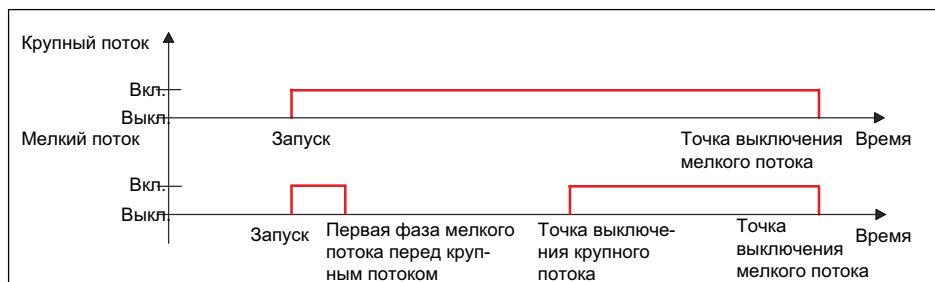 Крупный поток
Вкл.
Выкл.
Мелкий поток
Запуск
Точка выключения
мелкого потока
Время
Вкл.
Выкл.
Запуск
Первая фаза мелкого
потока перед круп-
ным потоком
Точка выключе-
ния крупного
потока
Точка
выключения
мелкого потока
Время